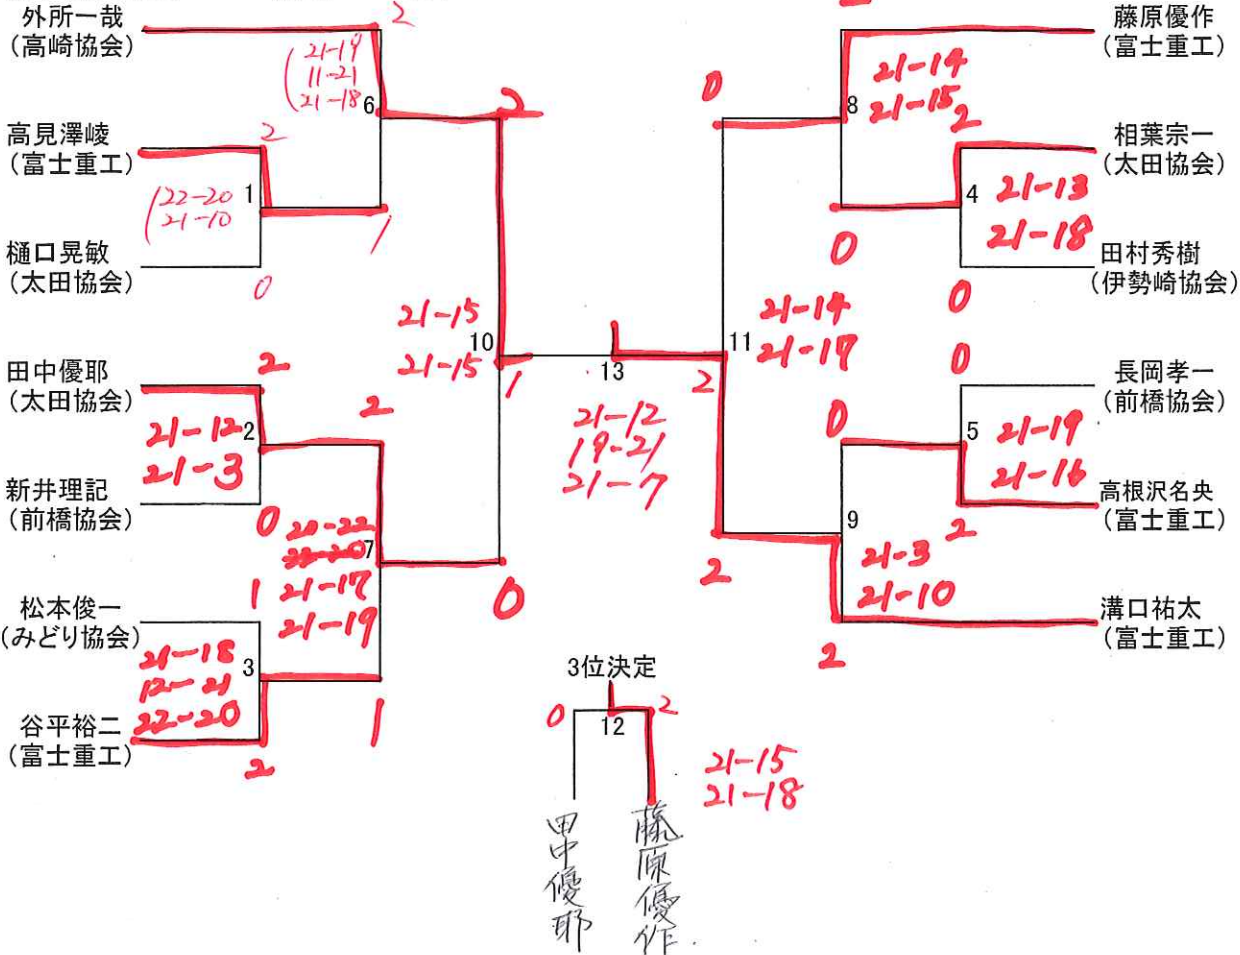 外所一哉
(高崎協会)
2
21-19
11-21
21-18
6
高見澤崚
(富士重工)
2
1
22-20
21-10
1
樋口晃敏
(太田協会)
0
2
21-15
21-15
10
1
田中優耶
(太田協会)
2
21-12
21-3
2
新井理記
(前橋協会)
0
2
20-22
7
21-17
21-19
0
松本俊一
(みどり協会)
1
21-18
12-21
22-20
3
谷平裕二
(富士重工)
2
1
13
21-12
19-21
21-7
藤原優作
(富士重工)
21-14
21-15
8
0
相葉宗一
(太田協会)
2
4
21-13
21-18
0
田村秀樹
(伊勢崎協会)
0
11
21-14
21-17
2
長岡孝一
(前橋協会)
0
5
21-19
21-16
高根沢名央
(富士重工)
2
0
9
21-3
21-10
2
溝口祐太
(富士重工)
2
3位決定
0
12
2
21-15
21-18
田中優耶
藤原優作